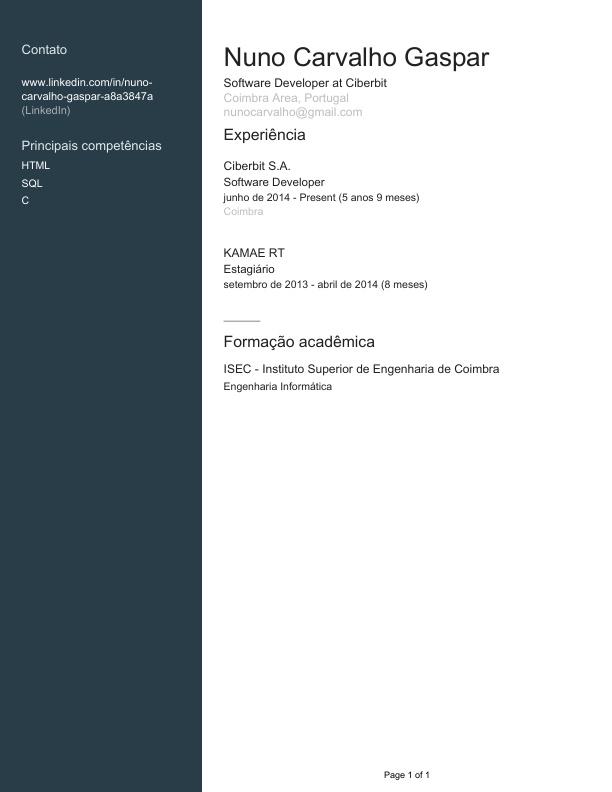 Contato
www.linkedin.com/in/nuno-
carvalho-gaspar-a8a3847a
(LinkedIn)
Principais competências
HTML
SQL
C
Nuno Carvalho Gaspar
Software Developer at Ciberbit
Coimbra Area, Portugal
nunocarvalho@gmail.com
Experiência
Ciberbit S.A.
Software Developer
junho de 2014 - Present (5 anos 9 meses)
Coimbra
KAMAE RT
Estagiário
setembro de 2013 - abril de 2014 (8 meses)
Formação acadêmica
ISEC - Instituto Superior de Engenharia de Coimbra
Engenharia Informática
Page 1 of 1